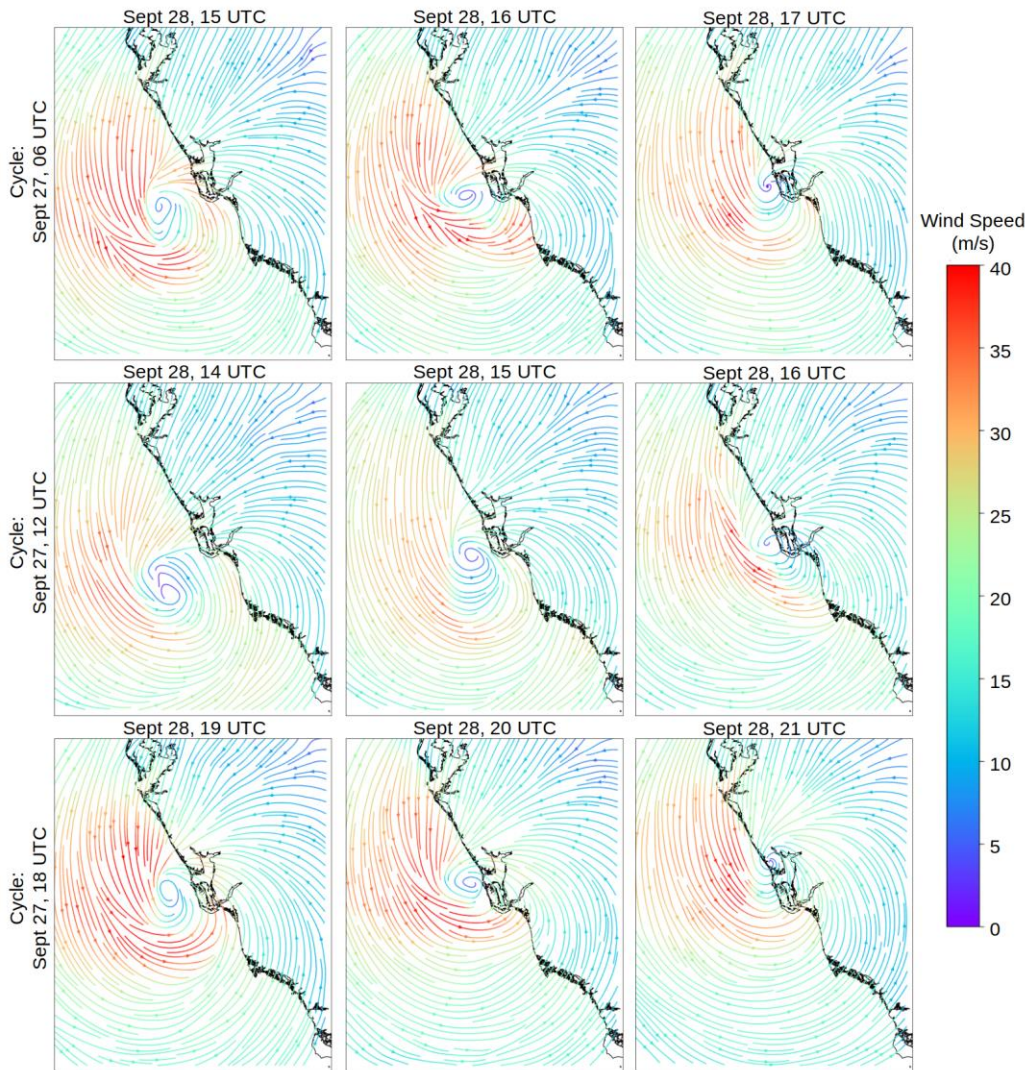 Sept 28, 15 UTC
Sept 28, 16 UTC
Sept 28, 17 UTC
Cycle:
Sept 27, 06 UTC
Sept 28, 14 UTC
Sept 28, 15 UTC
Sept 28, 16 UTC
Cycle:
Sept 27, 12 UTC
Sept 28, 19 UTC
Sept 28, 20 UTC
Sept 28, 21 UTC
Cycle:
Sept 27, 18 UTC
Wind Speed
(m/s)
40
35
30
25
20
15
10
5
0